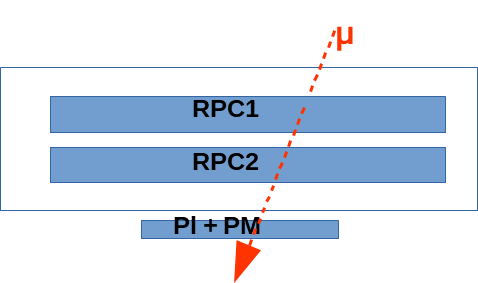 μ
RPC1
RPC2
Pl + PM